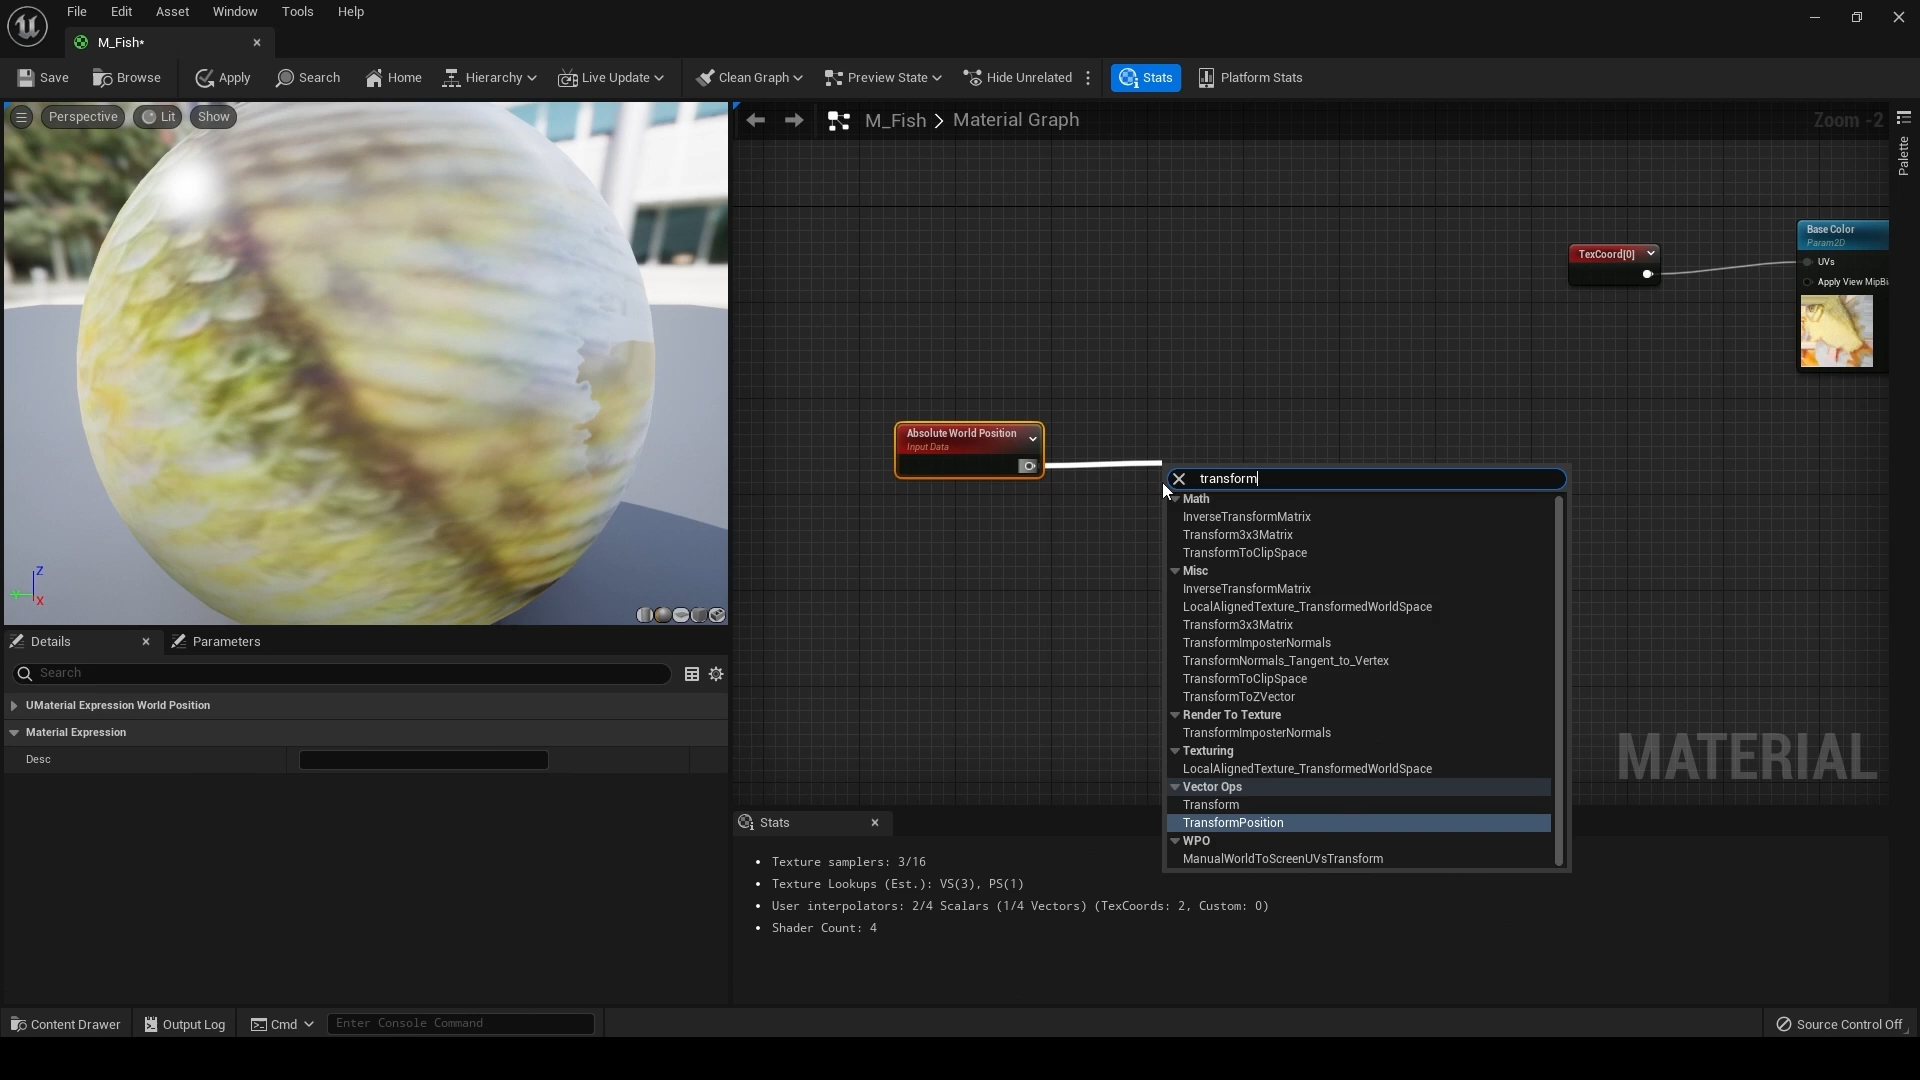 File Edit Asset Window Tools Help
M_Fish*
Save Browse Apply Search Home Hierarchy Live Update Clean Graph Preview State Hide Unrelated Stats Platform Stats
Perspective Lit Show
M_Fish > Material Graph
Zoom -2
Palette
TexCoord[0]
Base Color
Param2D
UVs
Apply View MipBi
Absolute World Position
Input Data
transform
Math
InverseTransformMatrix
Transform3x3Matrix
TransformToClipSpace
Misc
InverseTransformMatrix
LocalAlignedTexture_TransformedWorldSpace
Transform3x3Matrix
TransformImposterNormals
TransformNormals_Tangent_to_Vertex
TransformToClipSpace
TransformToZVector
Render To Texture
TransformImposterNormals
Texturing
LocalAlignedTexture_TransformedWorldSpace
Vector Ops
Transform
TransformPosition
WPO
ManualWorldToScreenUVsTransform
MATERIAL
Z
Y
X
Details Parameters
Search
UMaterial Expression World Position
Material Expression
Desc
Stats
• Texture samplers: 3/16
• Texture Lookups (Est.): VS(3), PS(1)
• User interpolators: 2/4 Scalars (1/4 Vectors) (TexCoords: 2, Custom: 0)
• Shader Count: 4
Content Drawer Output Log Cmd Enter Console Command Source Control Off